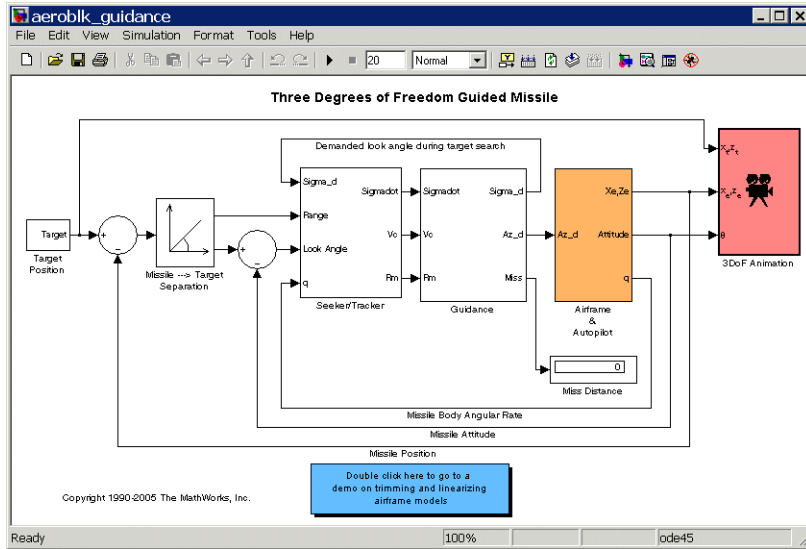 aeroblk_guidance
File Edit View Simulation Format Tools Help
20 Normal
Three Degrees of Freedom Guided Missile
Demanded look angle during target search
Sigma_d
Range
Look Angle
q
Sigmadot
Vc
Rm
Seeker/Tracker
Sigmadot
Vc
Rm
Sigma_d
Az_d
Miss
Guidance
Az_d
Xe,Ze
Attitude
q
Airframe
&
Autopilot
x_t,z_t
x_e,z_e
θ
3DoF Animation
Target
Target
Position
+
-
Missile ---> Target
Separation
+
-
0
Miss Distance
Missile Body Angular Rate
Missile Attitude
Missile Position
Double click here to go to a
demo on trimming and linearizing
airframe models
Copyright 1990-2005 The MathWorks, Inc.
Ready 100% ode45